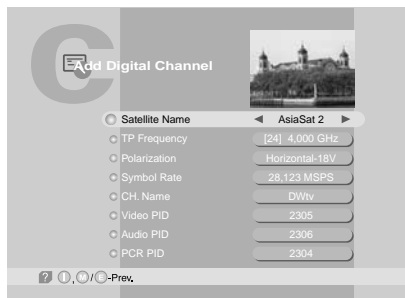 C
Add Digital Channel
Satellite Name ◀ AsiaSat 2 ▶
TP Frequency [24] 4,000 GHz
Polarization Horizontal-18V
Symbol Rate 28,123 MSPS
CH. Name DWtv
Video PID 2305
Audio PID 2306
PCR PID 2304
? I, M/E-Prev.